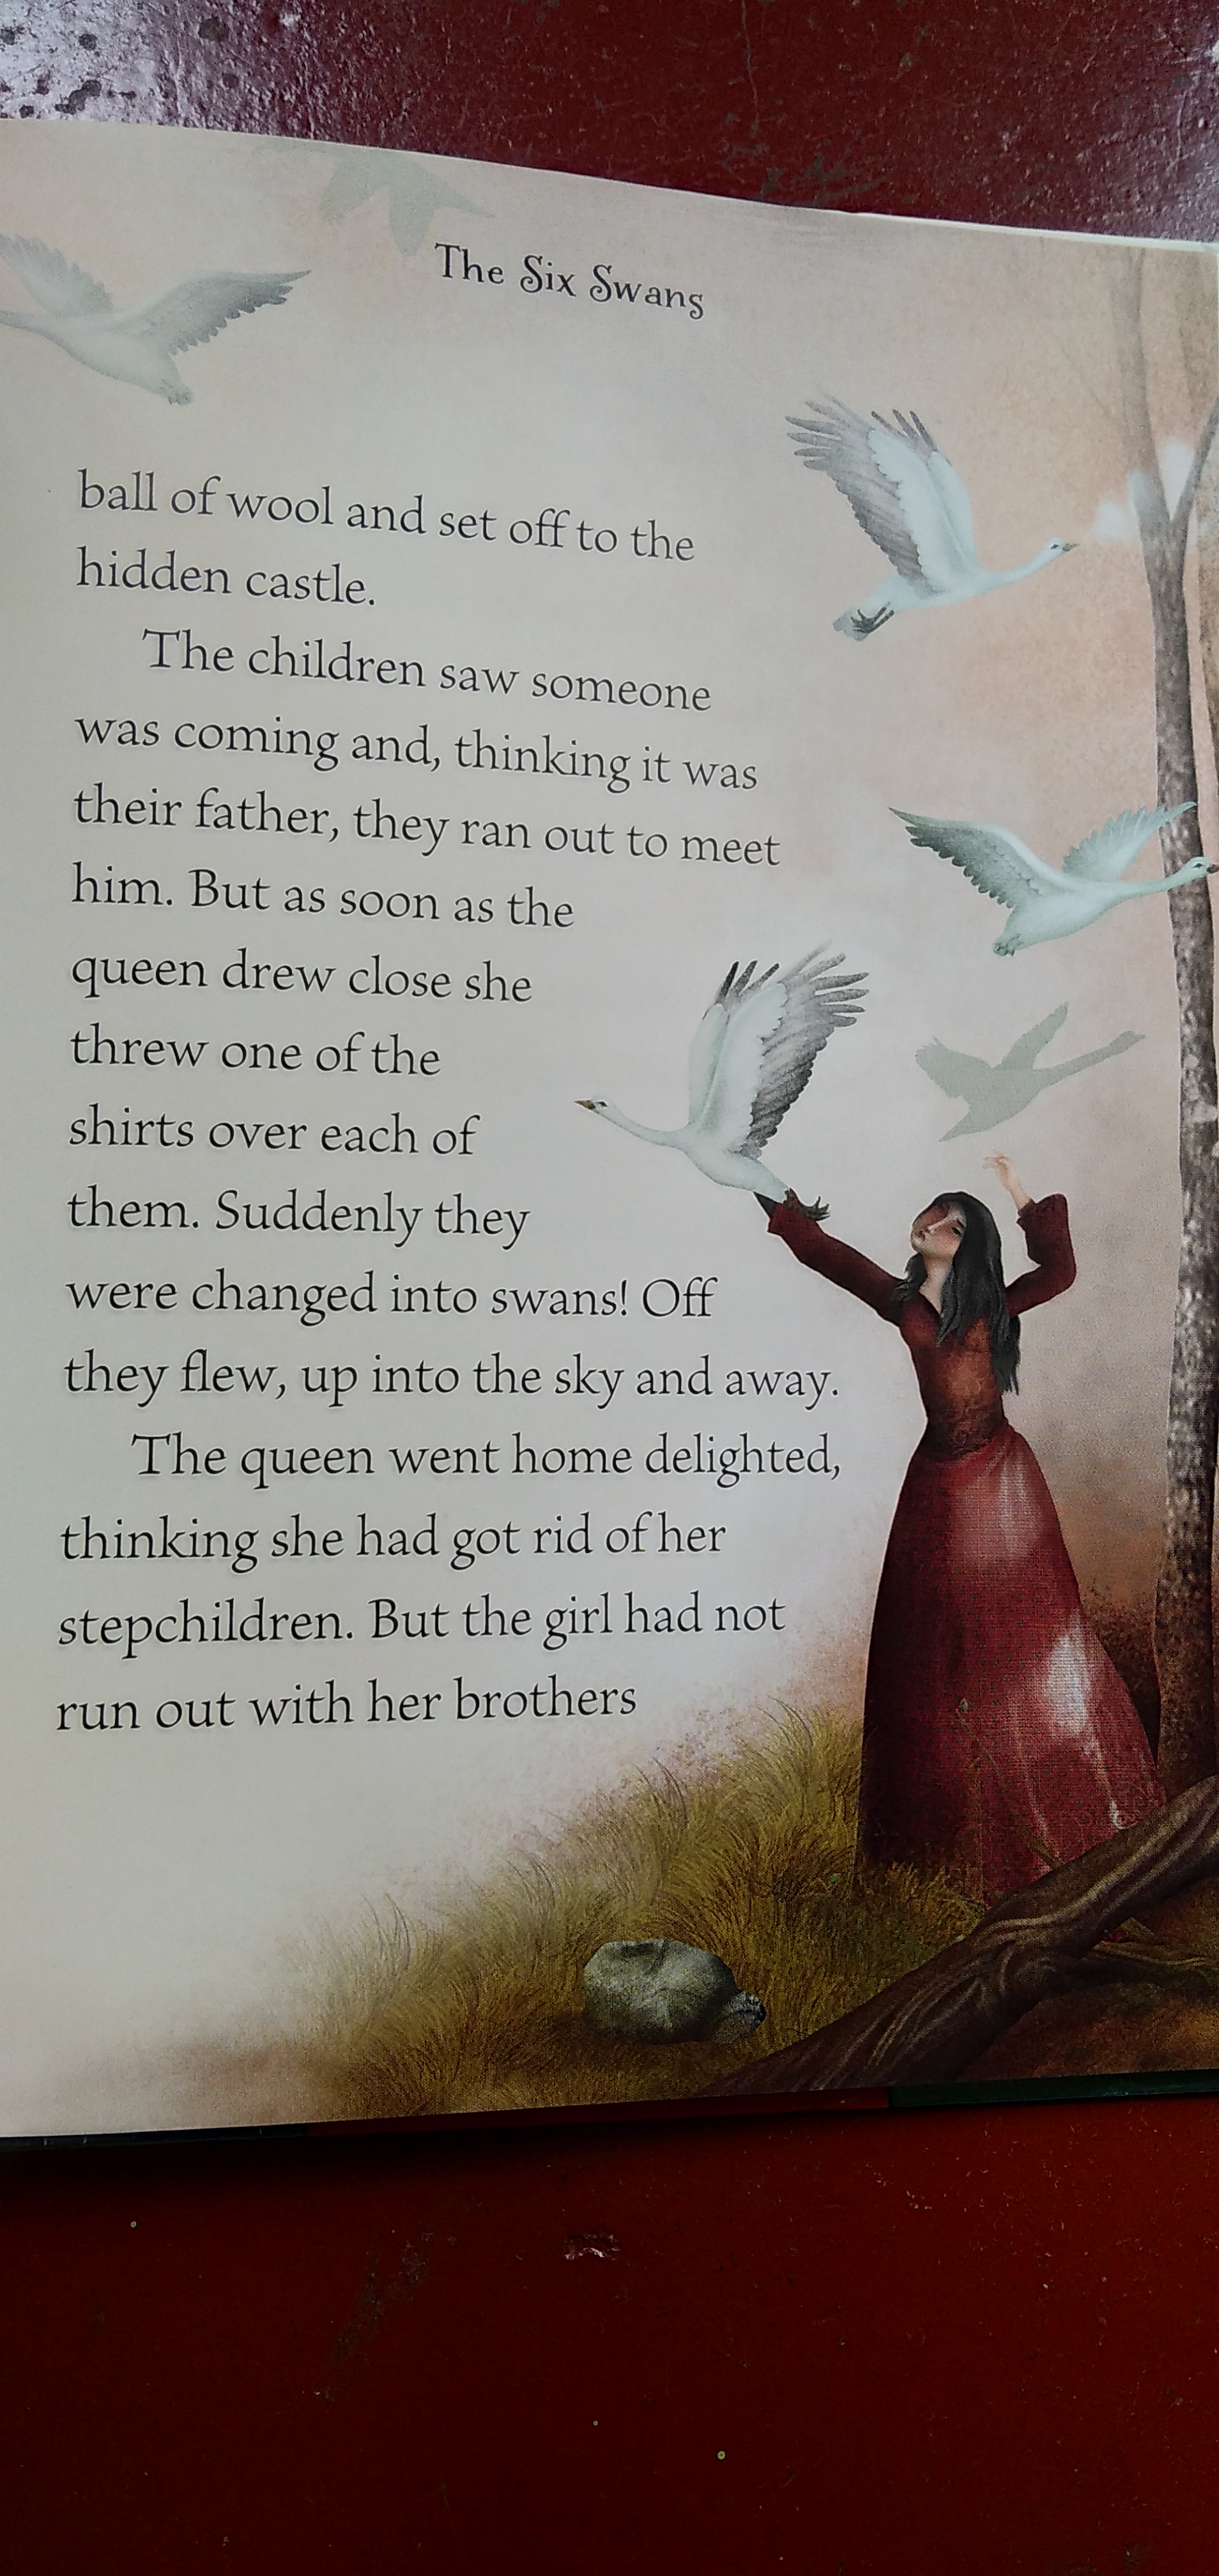 The Six Swans
ball of wool and set off to the
hidden castle.
The children saw someone
was coming and, thinking it was
their father, they ran out to meet
him. But as soon as the
queen drew close she
threw one of the
shirts over each of
them. Suddenly they
were changed into swans! Off
they flew, up into the sky and away.
The queen went home delighted,
thinking she had got rid of her
stepchildren. But the girl had not
run out with her brothers